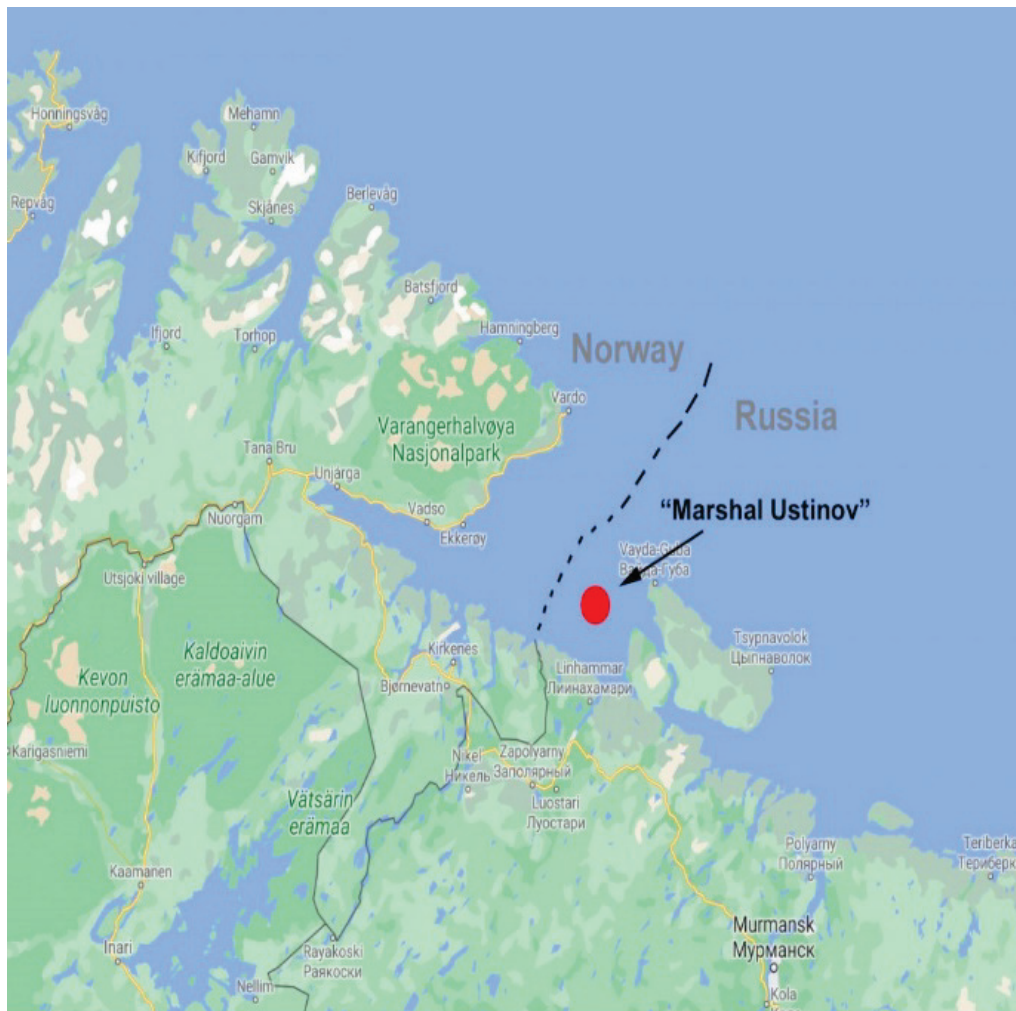 Honningsvåg
Mehamn
Kifjord
Gamvik
Repvåg
Skjånes
Berlevåg
Batsfjord
Ifjord
Torhop
Hamningberg
Norway
Vardo
Russia
Varangerhalvøya
Nasjonalpark
Tana Bru
Unjárga
Nuorgam
Vadso
Ekkerøy
“Marshal Ustinov”
Vayda-Guba
Вайда-Губа
Utsjoki village
Kaldoaivin
erämaa-alue
Kevon
luonnonpuisto
Kirkenes
Bjørnevatn
Tsypnavolok
Цыпнаволок
Linhammar
Лиинахамари
Karigasniemi
Nikel
Никель
Zapolyarny
Заполярный
Luostari
Луостари
Vätsärin
erämaa
Kaamanen
Polyarny
Полярный
Teriberka
Териберка
Inari
Rayakoski
Раякоски
Nellim
Murmansk
Мурманск
Kola